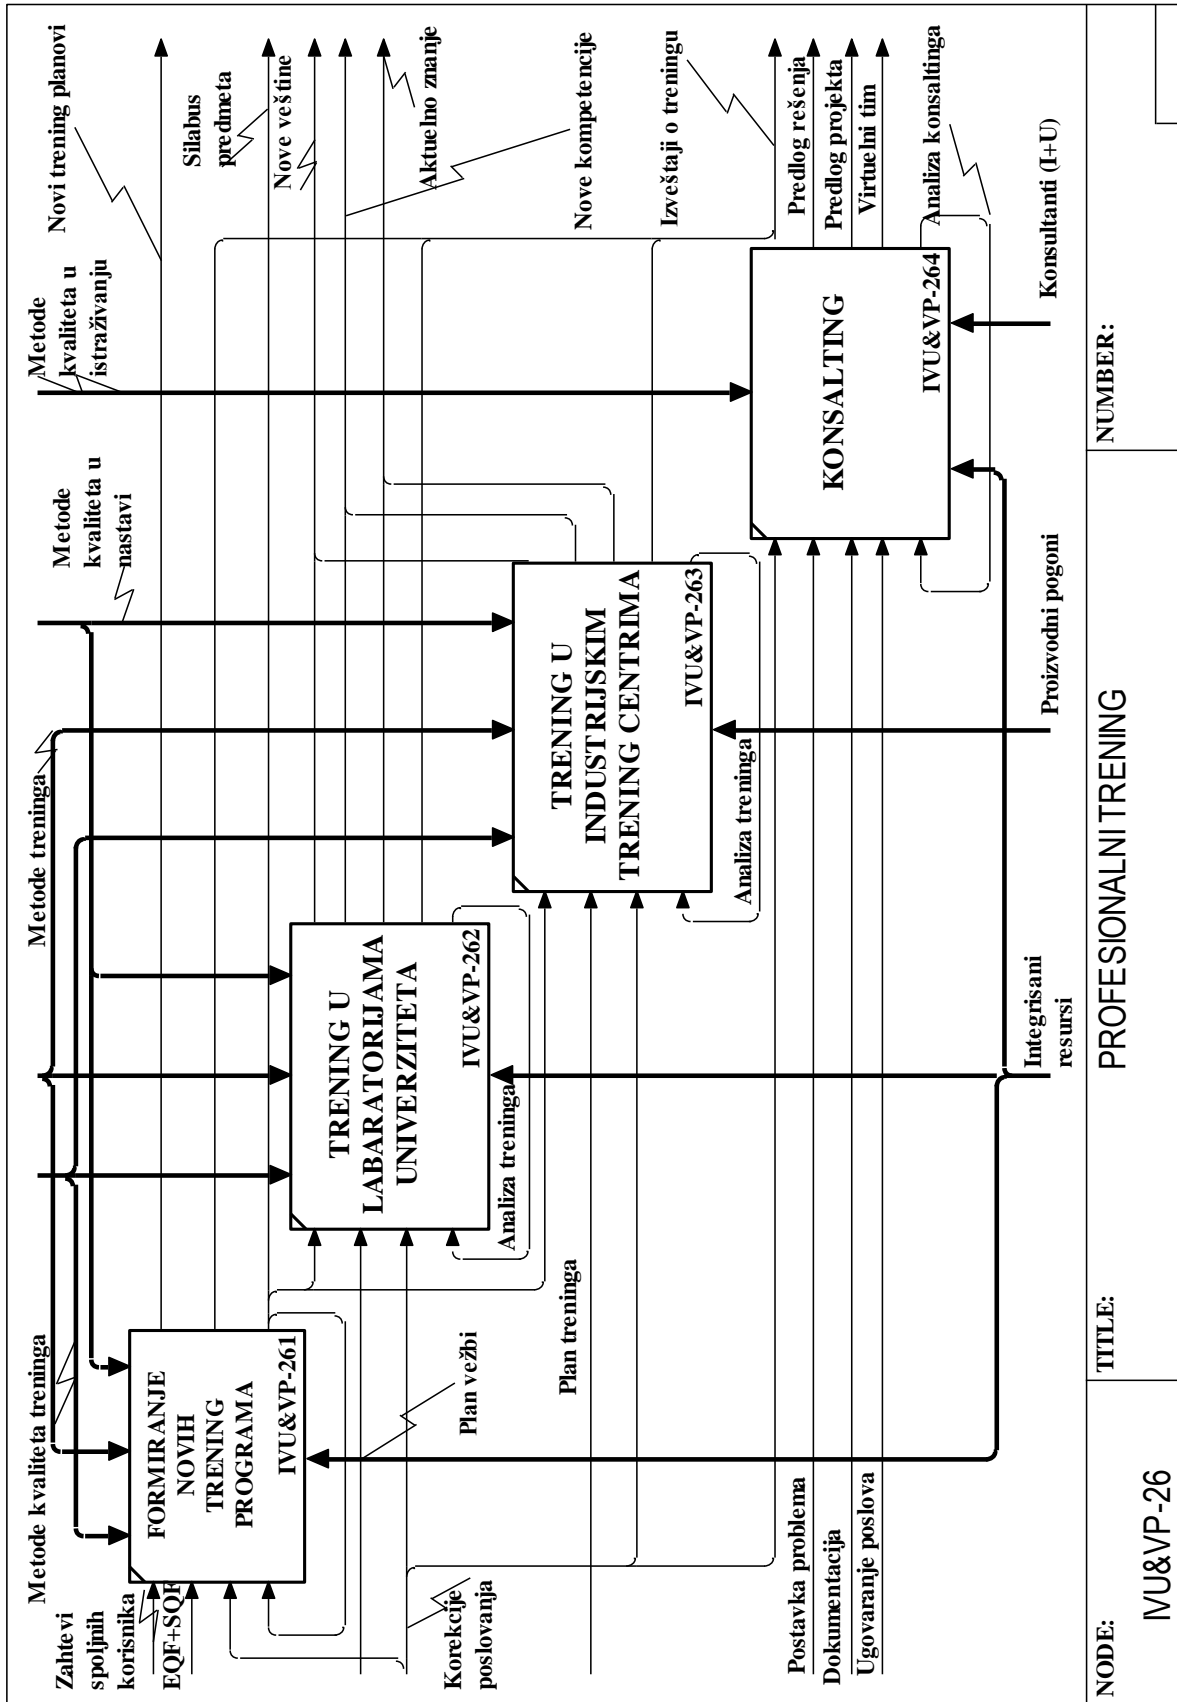 Metode kvaliteta treninga
Metode treninga
Metode
kvaliteta u
nastavi
Metode
kvaliteta u
istraživanju
Novi trening planovi
Silabus
predmeta
Nove veštine
Aktuelno znanje
Nove kompetencije
Izveštaji o treningu
Predlog rešenja
Predlog projekta
Virtuelni tim
Analiza konsaltinga
Zahtevi
spoljnih
korisnika
EQF+SQF
FORMIRANJE
NOVIH
TRENING
PROGRAMA
IVU&VP-261
TRENING U
LABARATORIJAMA
UNIVERZITETA
IVU&VP-262
Analiza treninga
TRENING U
INDUSTRIJSKIM
TRENING CENTRIMA
IVU&VP-263
Analiza treninga
KONSALTING
IVU&VP-264
Korekcije
poslovanja
Plan vežbi
Plan treninga
Postavka problema
Dokumentacija
Ugovaranje poslova
Integrisani
resursi
Proizvodni pogoni
Konsultanti (I+U)
NODE:
IVU&VP-26
TITLE:
PROFESIONALNI TRENING
NUMBER: